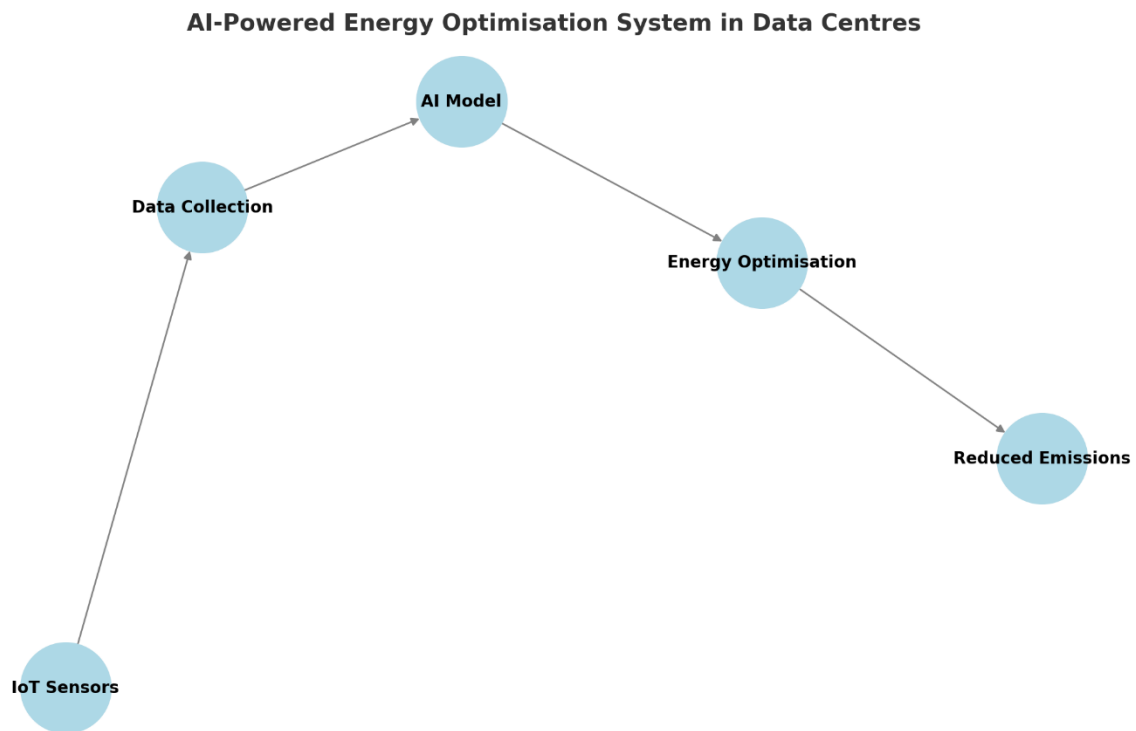 AI-Powered Energy Optimisation System in Data Centres
AI Model
Data Collection
Energy Optimisation
Reduced Emissions
IoT Sensors